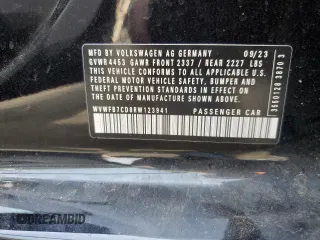 MFD BY VOLKSWAGEN AG GERMANY 09/23
GVWR 4453 GAWR FRONT 2337 / REAR 2227 LBS
THIS VEHICLE CONFORMS TO ALL APPLICABLE
FEDERAL MOTOR VEHICLE SAFETY, BUMPER,
AND THEFT PREVENTION STANDARDS IN EFFECT
ON THE DATE OF MANUFACTURE SHOWN ABOVE.
WVWFB7CD8RW123941 PASSENGER CAR
DREAMBID